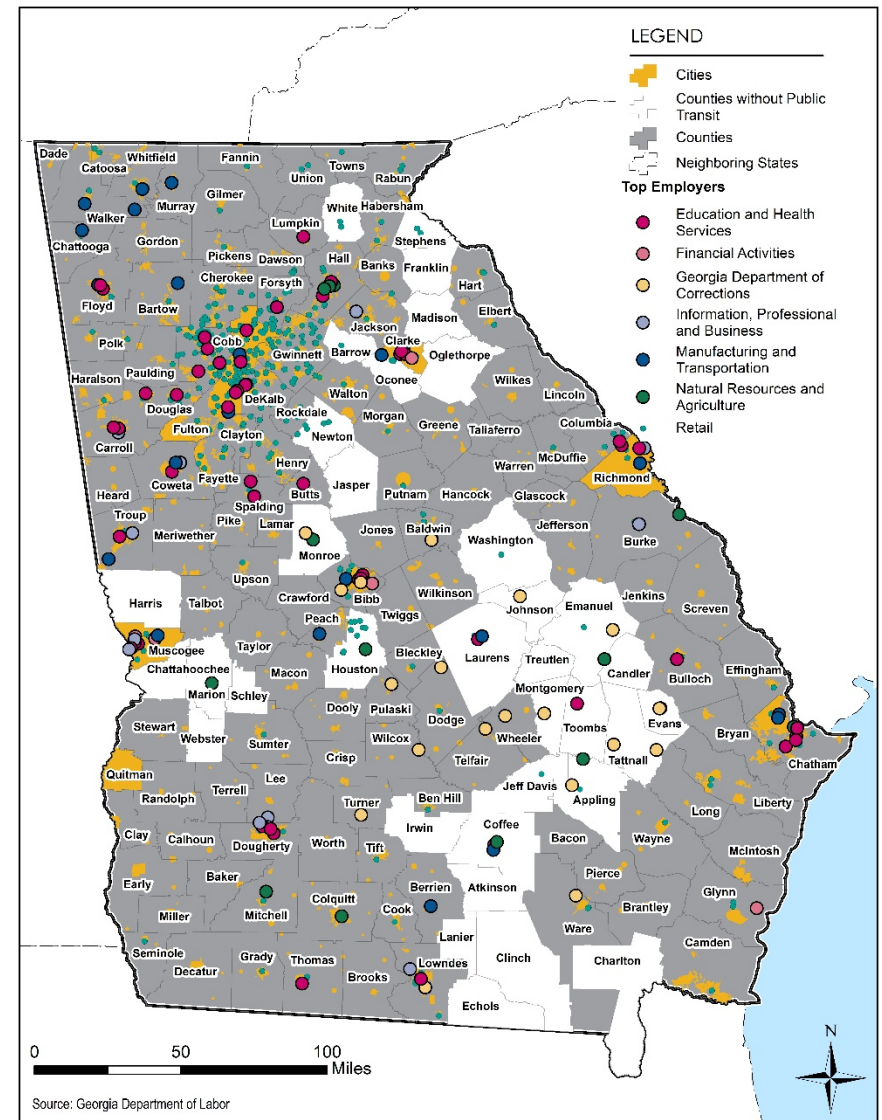 LEGEND
Cities
Counties without Public
Transit
Counties
Neighboring States
Top Employers
Education and Health
Services
Financial Activities
Georgia Department of
Corrections
Information, Professional
and Business
Manufacturing and
Transportation
Natural Resources and
Agriculture
Retail
Dade
Catoosa
Whitfield
Fannin
Towns
Union
Rabun
Walker
Murray
Gilmer
White
Habersham
Lumpkin
Stephens
Chattooga
Gordon
Pickens
Dawson
Hall
Banks
Franklin
Hart
Floyd
Bartow
Cherokee
Forsyth
Jackson
Madison
Elbert
Polk
Cobb
Gwinnett
Barrow
Clarke
Oglethorpe
Haralson
Paulding
Oconee
Wilkes
Lincoln
Douglas
DeKalb
Walton
Rockdale
Morgan
Greene
Taliaferro
Columbia
Carroll
Fulton
Clayton
Newton
McDuffie
Warren
Richmond
Coweta
Fayette
Henry
Heard
Spalding
Butts
Jasper
Putnam
Hancock
Glascock
Troup
Meriwether
Pike
Lamar
Monroe
Jones
Baldwin
Washington
Jefferson
Burke
Upson
Crawford
Bibb
Wilkinson
Harris
Talbot
Peach
Twiggs
Johnson
Emanuel
Jenkins
Screven
Muscogee
Taylor
Houston
Bleckley
Laurens
Treutlen
Candler
Bulloch
Effingham
Chattahoochee
Marion
Schley
Macon
Montgomery
Dooly
Pulaski
Dodge
Wheeler
Toombs
Evans
Bryan
Chatham
Stewart
Webster
Sumter
Wilcox
Telfair
Tattnall
Quitman
Crisp
Lee
Jeff Davis
Appling
Long
Liberty
Randolph
Terrell
Turner
Ben Hill
Irwin
Coffee
Bacon
Wayne
McIntosh
Clay
Calhoun
Dougherty
Worth
Tift
Early
Baker
Berrien
Atkinson
Pierce
Miller
Mitchell
Colquitt
Cook
Ware
Brantley
Glynn
Seminole
Decatur
Grady
Thomas
Brooks
Lanier
Lowndes
Clinch
Charlton
Camden
Echols
0 50 100
Miles
N
Source: Georgia Department of Labor